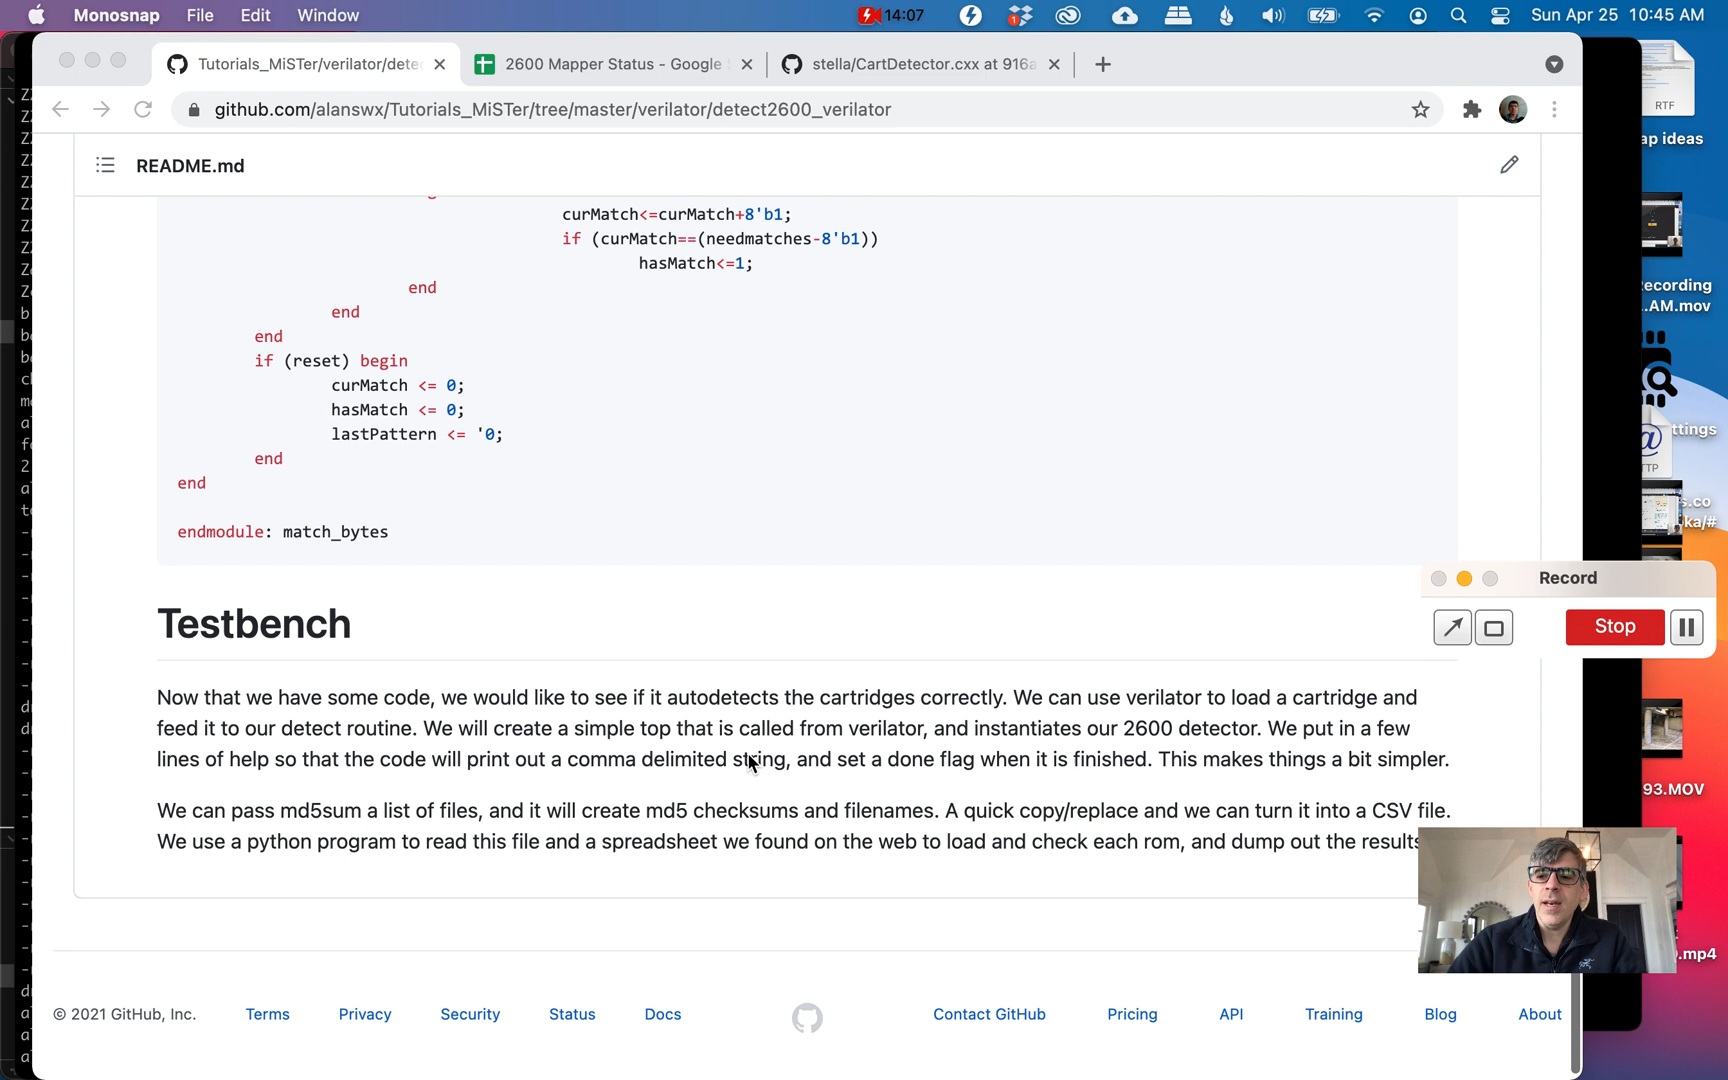 Monosnap File Edit Window 14:07 Sun Apr 25 10:45 AM
Tutorials_MiSTer/verilator/dete 2600 Mapper Status - Google stella/CartDetector.cxx at 916a
github.com/alanswx/Tutorials_MiSTer/tree/master/verilator/detect2600_verilator
RTF
ap ideas
README.md
curMatch<=curMatch+8'b1;
if (curMatch==(needmatches-8'b1))
hasMatch<=1;
end
end
end
if (reset) begin
curMatch <= 0;
hasMatch <= 0;
lastPattern <= '0;
end
end
endmodule: match_bytes
ecording
..AM.mov
ttings
TTP
s.co
ka/#
Record
Stop
Testbench
Now that we have some code, we would like to see if it autodetects the cartridges correctly. We can use verilator to load a cartridge and
feed it to our detect routine. We will create a simple top that is called from verilator, and instantiates our 2600 detector. We put in a few
lines of help so that the code will print out a comma delimited string, and set a done flag when it is finished. This makes things a bit simpler.
We can pass md5sum a list of files, and it will create md5 checksums and filenames. A quick copy/replace and we can turn it into a CSV file.
We use a python program to read this file and a spreadsheet we found on the web to load and check each rom, and dump out the results
93.MOV
.mp4
© 2021 GitHub, Inc. Terms Privacy Security Status Docs Contact GitHub Pricing API Training Blog About